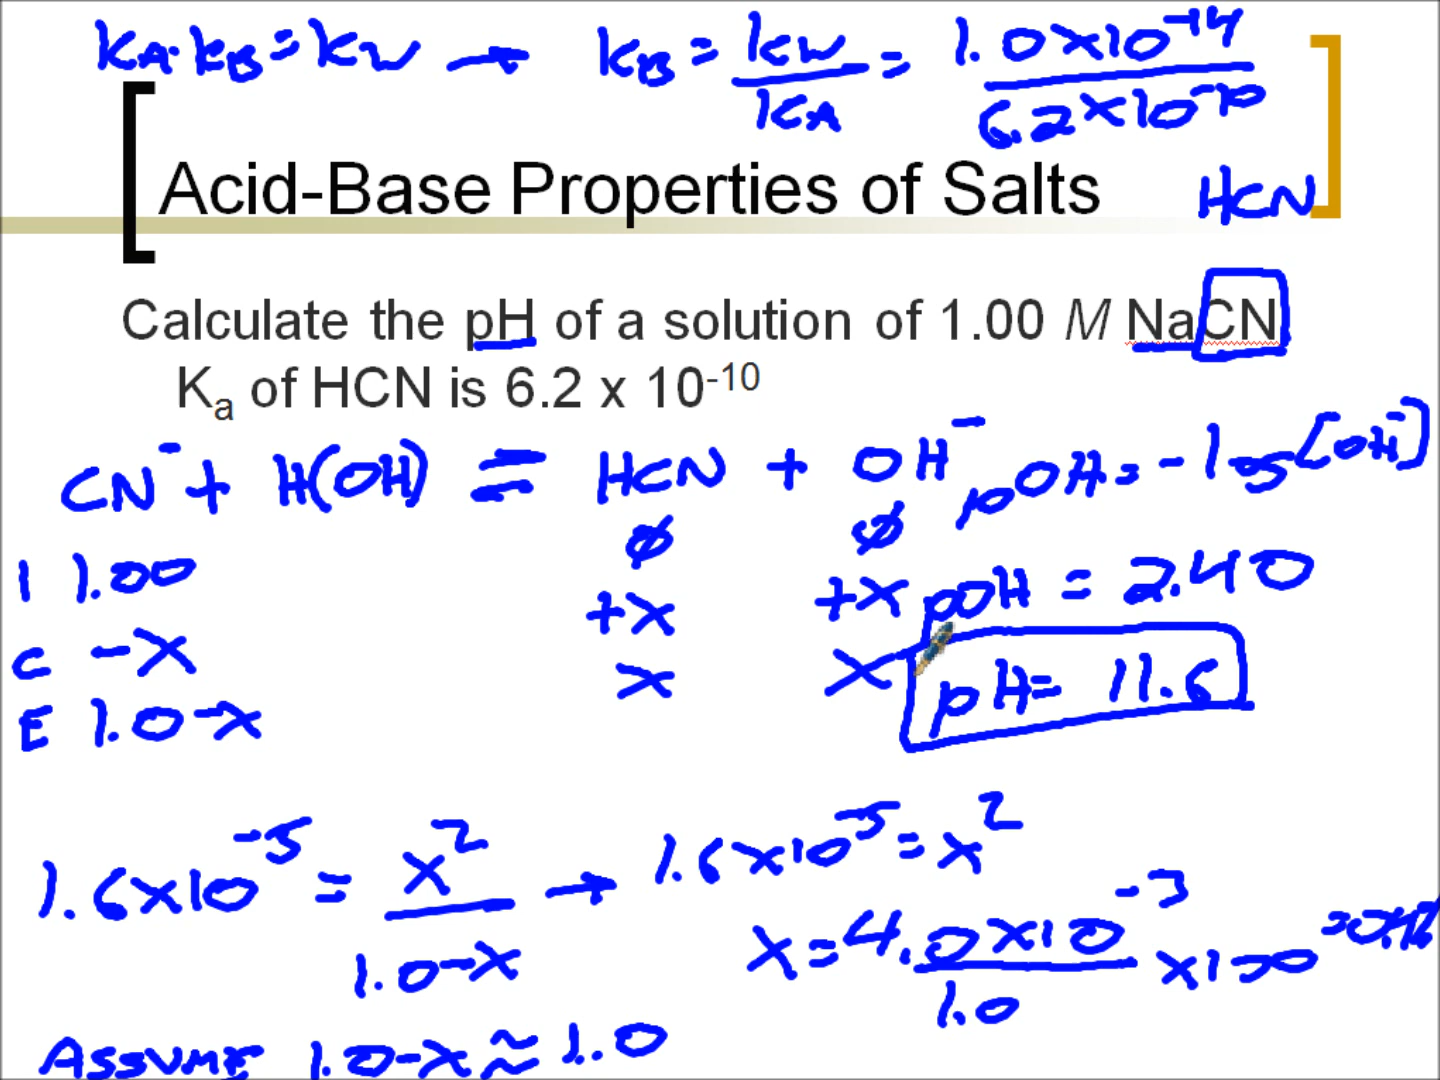 KA·KB=KW → KB = KW/KA = 1.0x10^-14/6.2x10^-10
Acid-Base Properties of Salts
HCN
Calculate the pH of a solution of 1.00 M NaCN
Ka of HCN is 6.2 x 10^-10
CN^- + H(OH) = HCN + OH^-
pOH = -log[OH^-]
I 1.00 ∅ ∅
C -x +x +x
E 1.0-x x x
pOH = 2.40
pH = 11.6
1.6x10^-5 = x^2/1.0-x → 1.6x10^-5 = x^2
x = 4.0x10^-3/1.0 x100
ASSUME 1.0-x ≈ 1.0